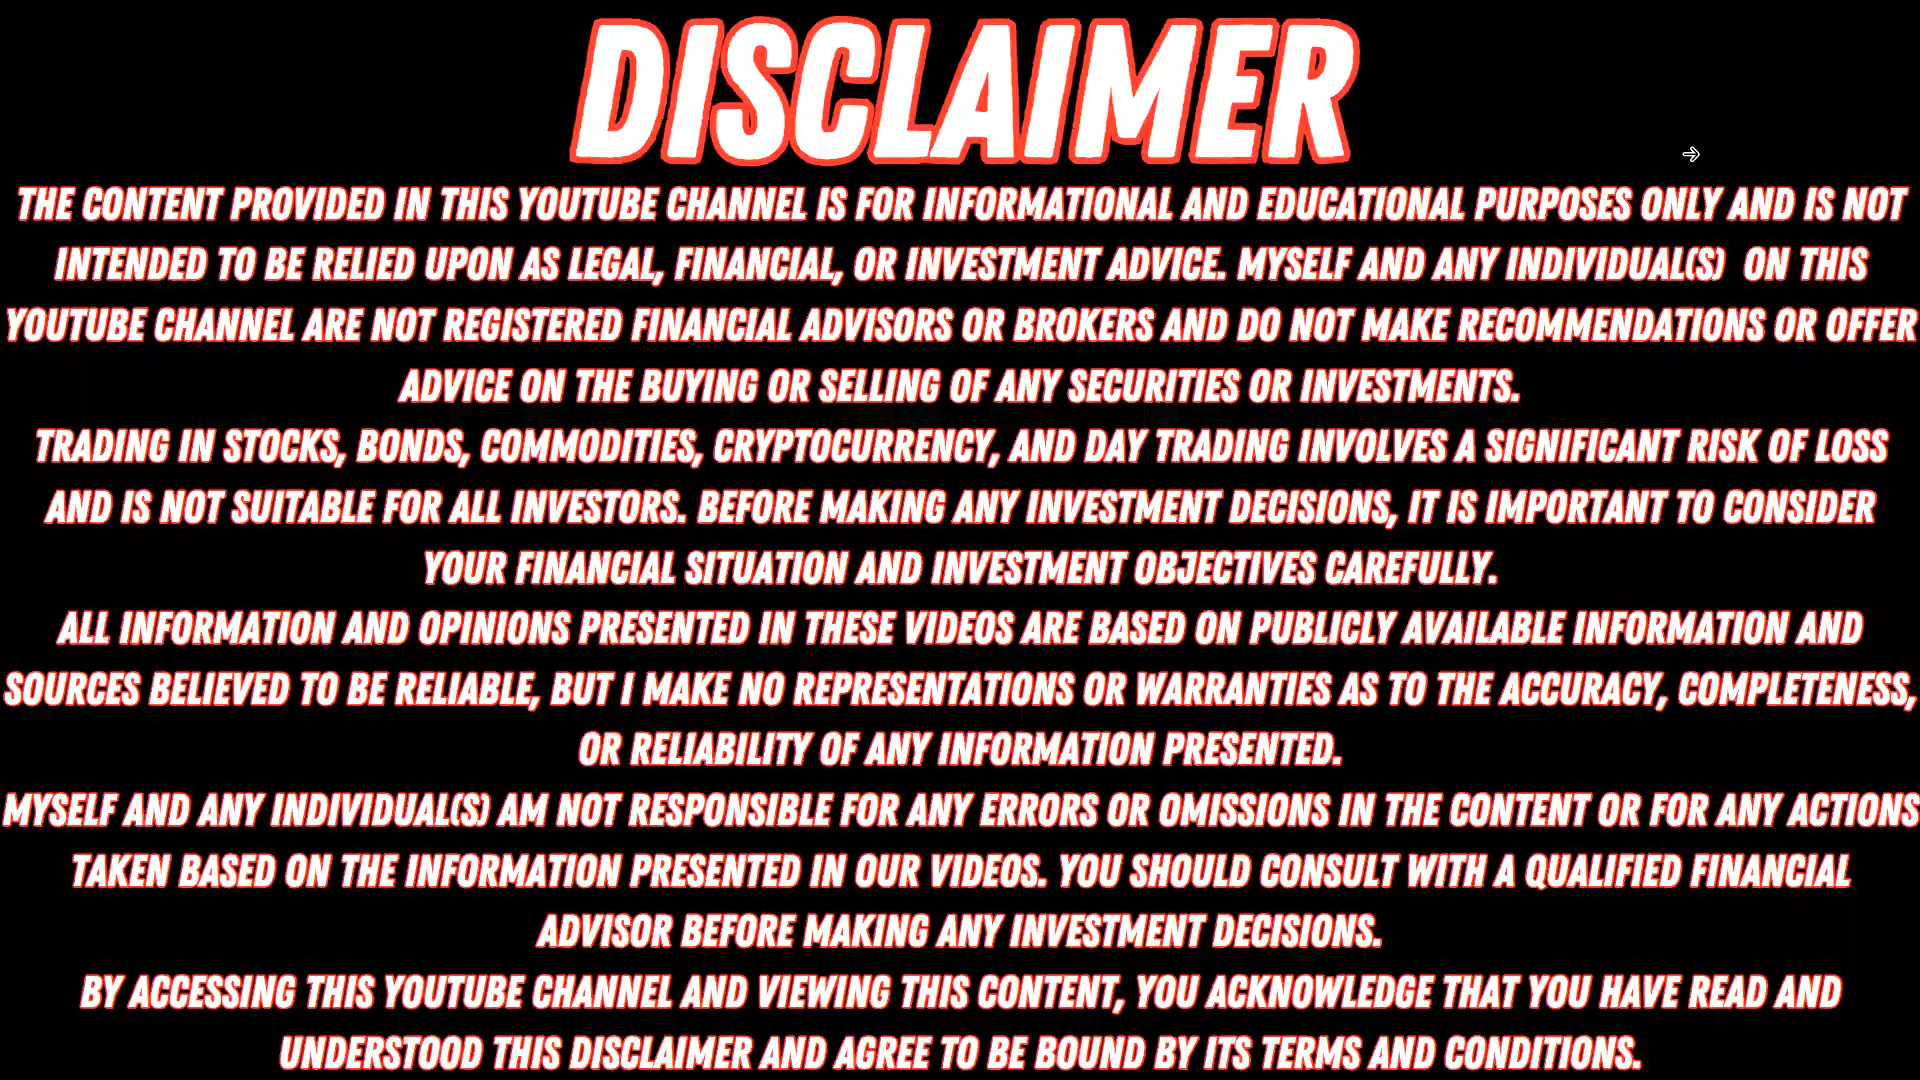 DISCLAIMER
THE CONTENT PROVIDED IN THIS YOUTUBE CHANNEL IS FOR INFORMATIONAL AND EDUCATIONAL PURPOSES ONLY AND IS NOT
INTENDED TO BE RELIED UPON AS LEGAL, FINANCIAL, OR INVESTMENT ADVICE. MYSELF AND ANY INDIVIDUAL(S) ON THIS
YOUTUBE CHANNEL ARE NOT REGISTERED FINANCIAL ADVISORS OR BROKERS AND DO NOT MAKE RECOMMENDATIONS OR OFFER
ADVICE ON THE BUYING OR SELLING OF ANY SECURITIES OR INVESTMENTS.
TRADING IN STOCKS, BONDS, COMMODITIES, CRYPTOCURRENCY, AND DAY TRADING INVOLVES A SIGNIFICANT RISK OF LOSS
AND IS NOT SUITABLE FOR ALL INVESTORS. BEFORE MAKING ANY INVESTMENT DECISIONS, IT IS IMPORTANT TO CONSIDER
YOUR FINANCIAL SITUATION AND INVESTMENT OBJECTIVES CAREFULLY.
ALL INFORMATION AND OPINIONS PRESENTED IN THESE VIDEOS ARE BASED ON PUBLICLY AVAILABLE INFORMATION AND
SOURCES BELIEVED TO BE RELIABLE, BUT I MAKE NO REPRESENTATIONS OR WARRANTIES AS TO THE ACCURACY, COMPLETENESS,
OR RELIABILITY OF ANY INFORMATION PRESENTED.
MYSELF AND ANY INDIVIDUAL(S) AM NOT RESPONSIBLE FOR ANY ERRORS OR OMISSIONS IN THE CONTENT OR FOR ANY ACTIONS
TAKEN BASED ON THE INFORMATION PRESENTED IN OUR VIDEOS. YOU SHOULD CONSULT WITH A QUALIFIED FINANCIAL
ADVISOR BEFORE MAKING ANY INVESTMENT DECISIONS.
BY ACCESSING THIS YOUTUBE CHANNEL AND VIEWING THIS CONTENT, YOU ACKNOWLEDGE THAT YOU HAVE READ AND
UNDERSTOOD THIS DISCLAIMER AND AGREE TO BE BOUND BY ITS TERMS AND CONDITIONS.